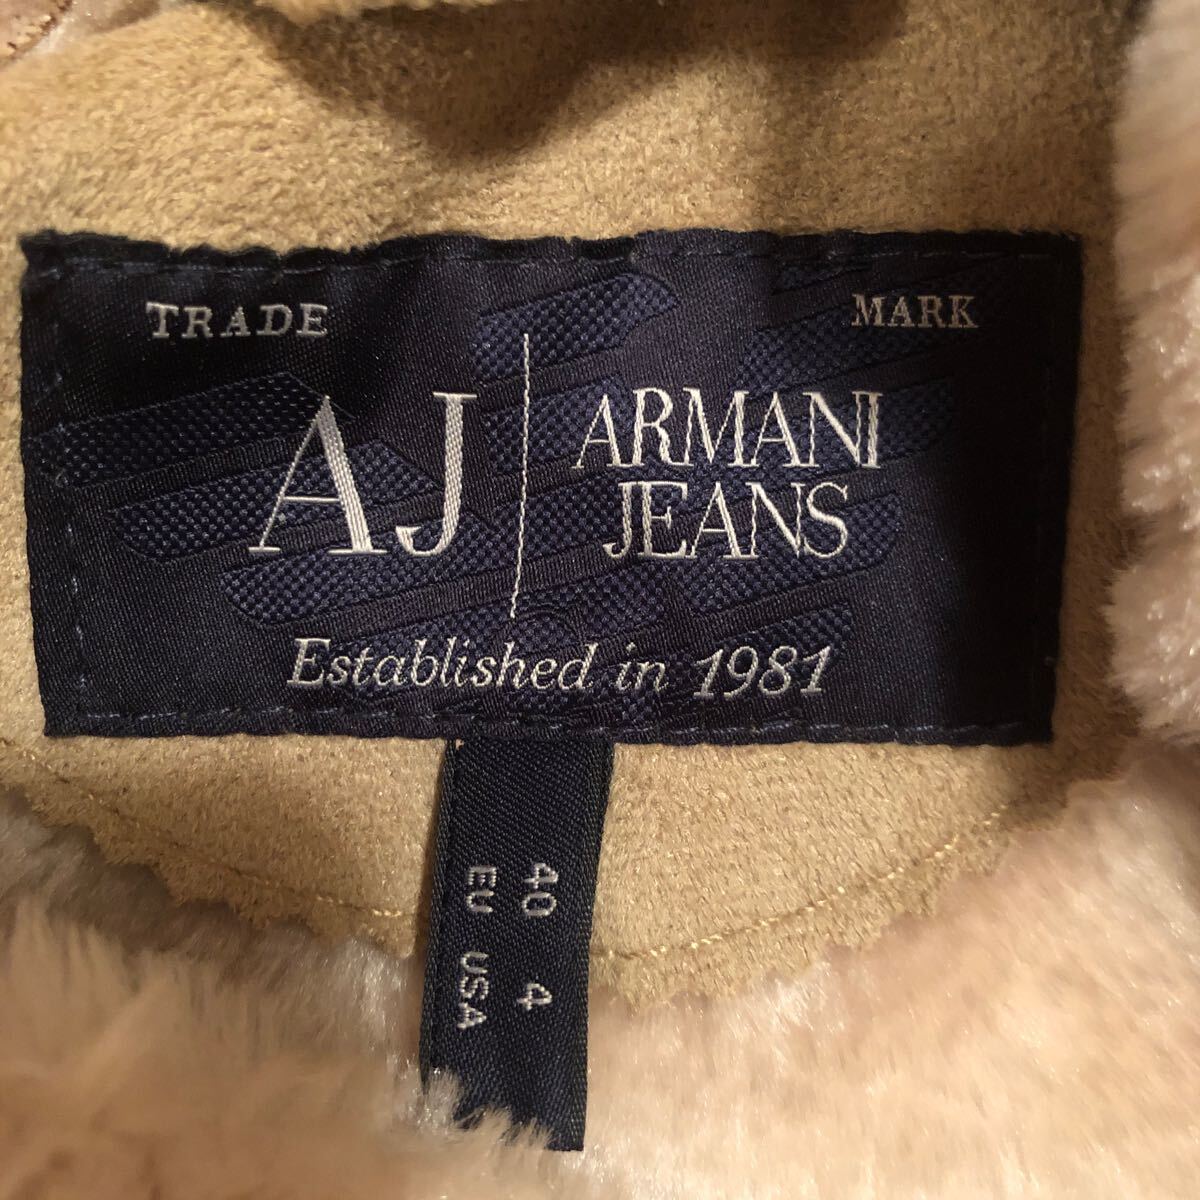 TRADE MARK
AJ ARMANI
JEANS
Established in 1981
40 4
EU USA